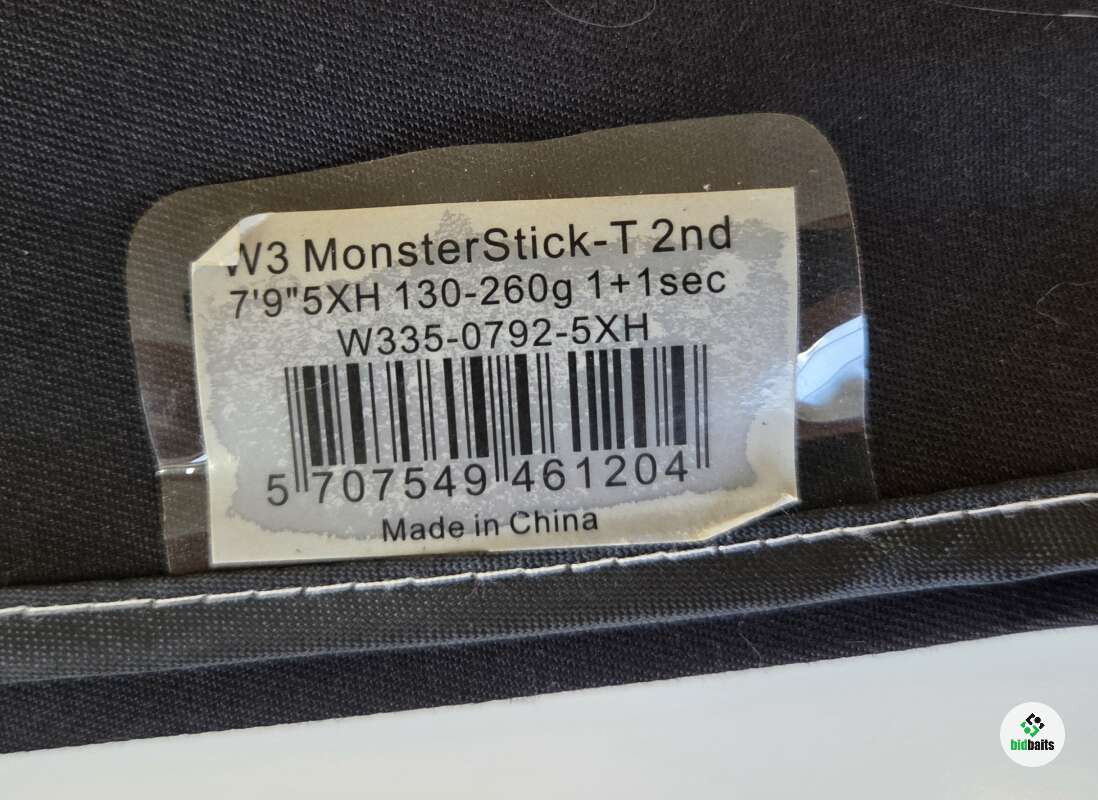 W3 MonsterStick-T 2nd
7'9"5XH 130-260g 1+1sec
W335-0792-5XH
5 707549 461204
Made in China
bidbaits